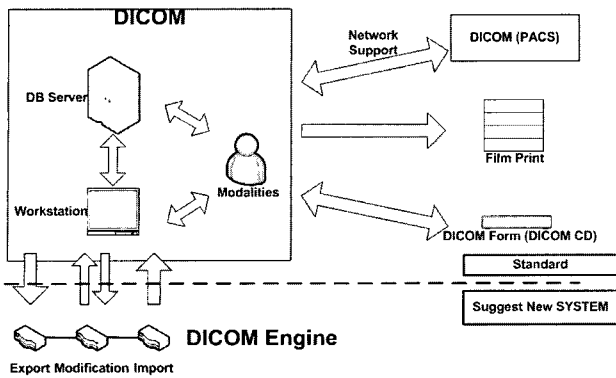 DICOM
Network
Support
DICOM (PACS)
DB Server
Modalities
Film Print
Workstation
DICOM Form (DICOM CD)
Standard
Suggest New SYSTEM
DICOM Engine
Export Modification Import